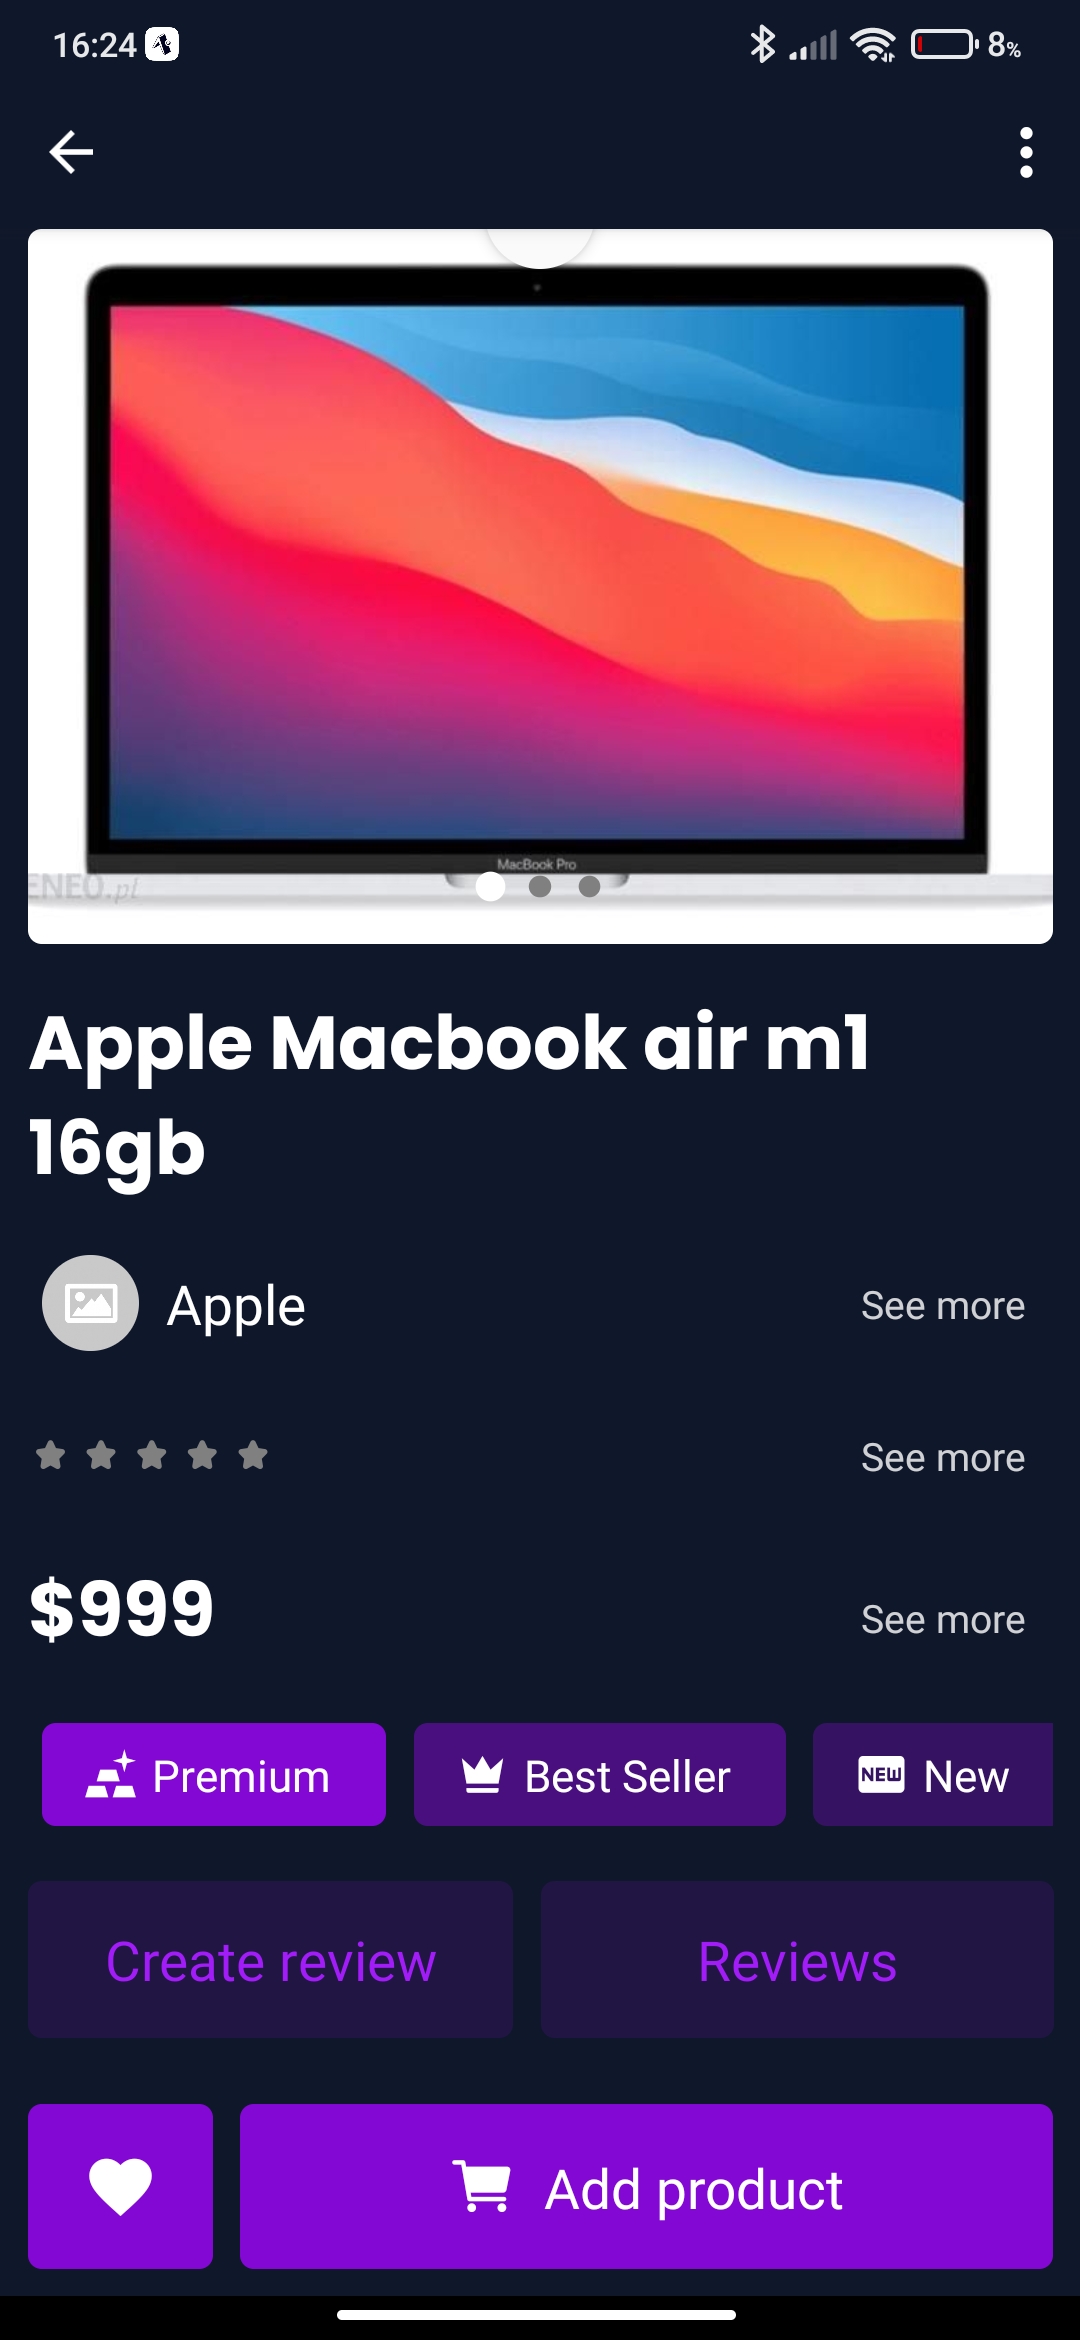 16:24 8%
MacBook Pro
ENEO.pl
Apple Macbook air m1
16gb
Apple See more
See more
$999 See more
Premium Best Seller NEW New
Create review Reviews
Add product